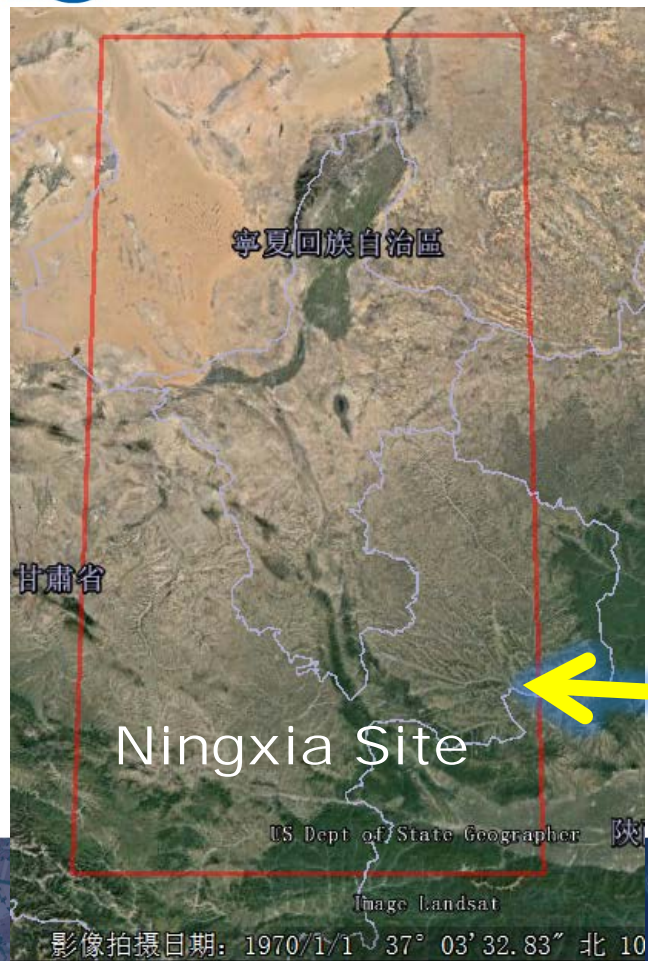 寧夏回族自治區
甘肅省
Ningxia Site
US Dept of State Geographer
陝
Image Landsat
影像拍摄日期: 1970/1/1 37° 03'32.83" 北 10